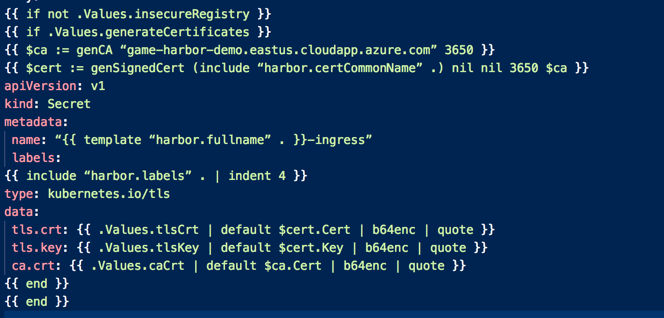 {{ if not .Values.insecureRegistry }}
{{ if .Values.generateCertificates }}
{{ $ca := genCA “game-harbor-demo.eastus.cloudapp.azure.com” 3650 }}
{{ $cert := genSignedCert (include “harbor.certCommonName” .) nil nil 3650 $ca }}
apiVersion: v1
kind: Secret
metadata:
 name: “{{ template “harbor.fullname” . }}-ingress”
 labels:
{{ include “harbor.labels” . | indent 4 }}
type: kubernetes.io/tls
data:
 tls.crt: {{ .Values.tlsCrt | default $cert.Cert | b64enc | quote }}
 tls.key: {{ .Values.tlsKey | default $cert.Key | b64enc | quote }}
 ca.crt: {{ .Values.caCrt | default $ca.Cert | b64enc | quote }}
{{ end }}
{{ end }}